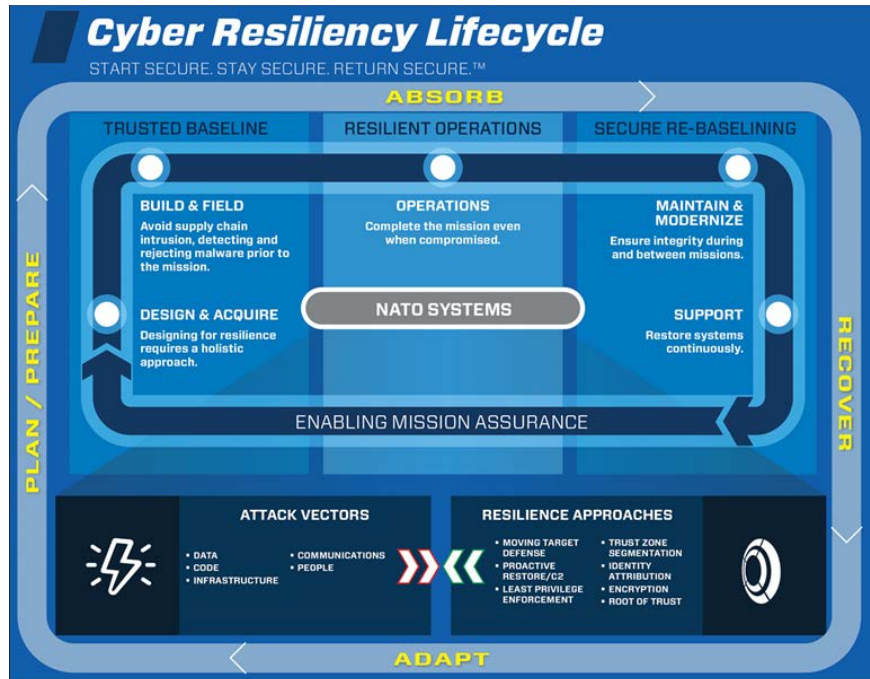 Cyber Resiliency Lifecycle
START SECURE. STAY SECURE. RETURN SECURE.™
ABSORB
TRUSTED BASELINE
RESILIENT OPERATIONS
SECURE RE-BASELINING
BUILD & FIELD
Avoid supply chain
intrusion, detecting and
rejecting malware prior to
the mission.
OPERATIONS
Complete the mission even
when compromised.
MAINTAIN &
MODERNIZE
Ensure integrity during
and between missions.
DESIGN & ACQUIRE
Designing for resilience
requires a holistic
approach.
NATO SYSTEMS
SUPPORT
Restore systems
continuously.
PLAN / PREPARE
RECOVER
ENABLING MISSION ASSURANCE
ATTACK VECTORS
• DATA
• CODE
• INFRASTRUCTURE
• COMMUNICATIONS
• PEOPLE
RESILIENCE APPROACHES
• MOVING TARGET
DEFENSE
• PROACTIVE
RESTORE/C2
• LEAST PRIVILEGE
ENFORCEMENT
• TRUST ZONE
SEGMENTATION
• IDENTITY
ATTRIBUTION
• ENCRYPTION
• ROOT OF TRUST
ADAPT